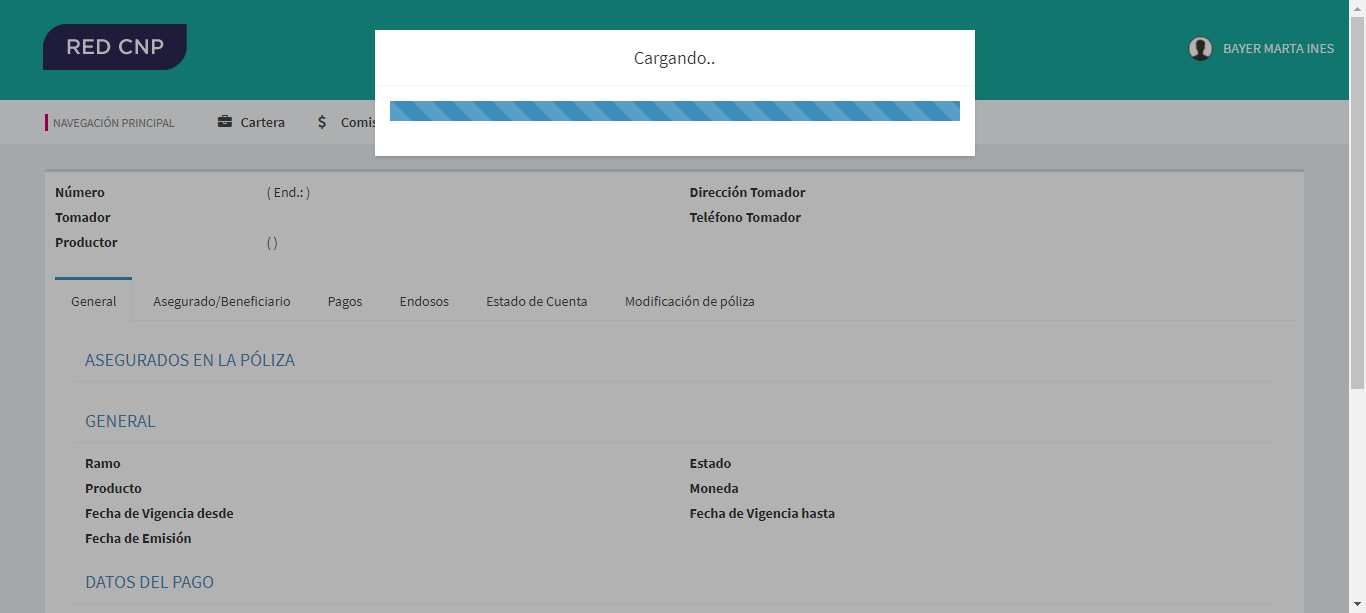 RED CNP
Cargando..
BAYER MARTA INES
NAVEGACIÓN PRINCIPAL Cartera $ Comis
Número ( End.: ) Dirección Tomador
Tomador Teléfono Tomador
Productor ( )
General Asegurado/Beneficiario Pagos Endosos Estado de Cuenta Modificación de póliza
ASEGURADOS EN LA PÓLIZA
GENERAL
Ramo Estado
Producto Moneda
Fecha de Vigencia desde Fecha de Vigencia hasta
Fecha de Emisión
DATOS DEL PAGO